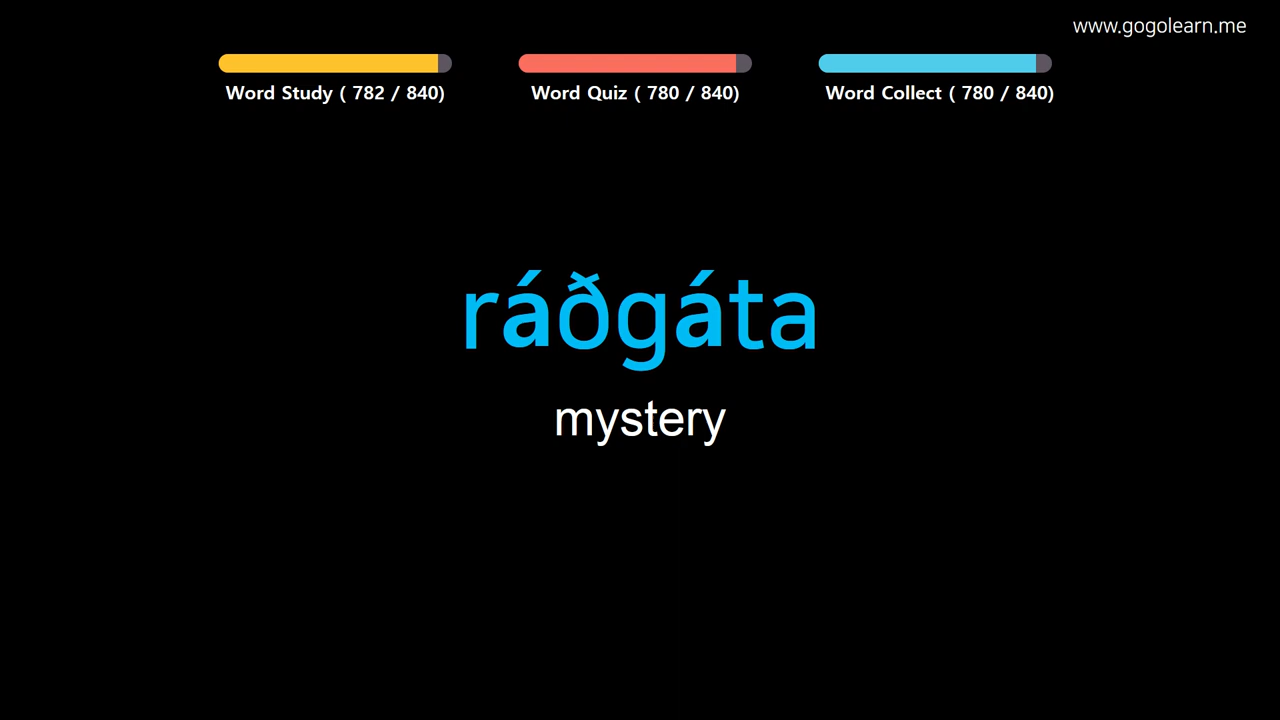 www.gogolearn.me
Word Study ( 782 / 840)
Word Quiz ( 780 / 840)
Word Collect ( 780 / 840)
ráðgáta
mystery